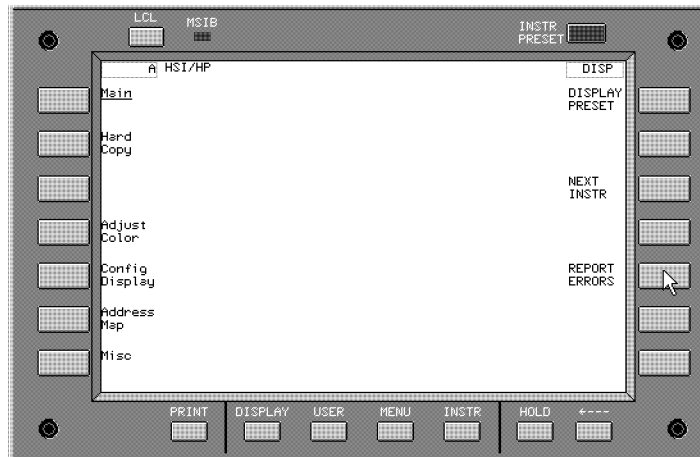 LCL
MSIB
INSTR
PRESET
A HSI/HP
DISP
Main
DISPLAY
PRESET
Hard
Copy
NEXT
INSTR
Adjust
Color
Config
Display
REPORT
ERRORS
Address
Map
Misc
PRINT DISPLAY USER MENU INSTR HOLD ←---